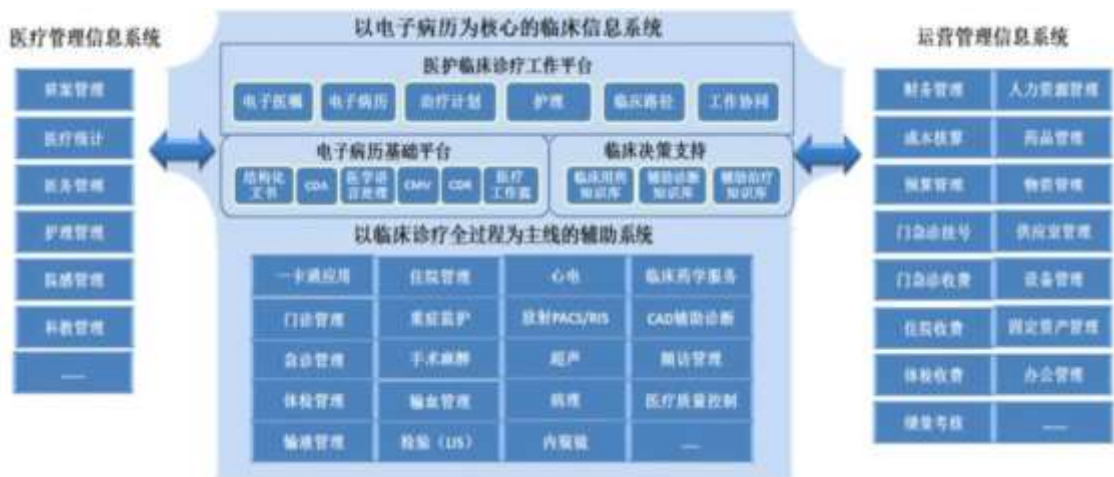 医疗管理信息系统
病案管理
医疗统计
医务管理
护理管理
院感管理
科教管理
......
以电子病历为核心的临床信息系统
医护临床诊疗工作平台
电子医嘱 电子病历 治疗计划 护理 临床路径 工作协同
电子病历基础平台
结构化文书 CDA 医学语言处理 CMV CDR 医疗工作流
临床决策支持
临床用药知识库 辅助诊断知识库 辅助治疗知识库
以临床诊疗全过程为主线的辅助系统
一卡通应用 住院管理 心电 临床药学服务
门诊管理 重症监护 放射PACS/RIS CAD辅助诊断
急诊管理 手术麻醉 超声 随访管理
体检管理 输血管理 病理 医疗质量控制
输液管理 检验（LIS） 内窥镜 ......
运营管理信息系统
财务管理 人力资源管理
成本核算 药品管理
预算管理 物资管理
门急诊挂号 供应室管理
门急诊收费 设备管理
住院收费 固定资产管理
体检收费 办公管理
绩效考核 ......